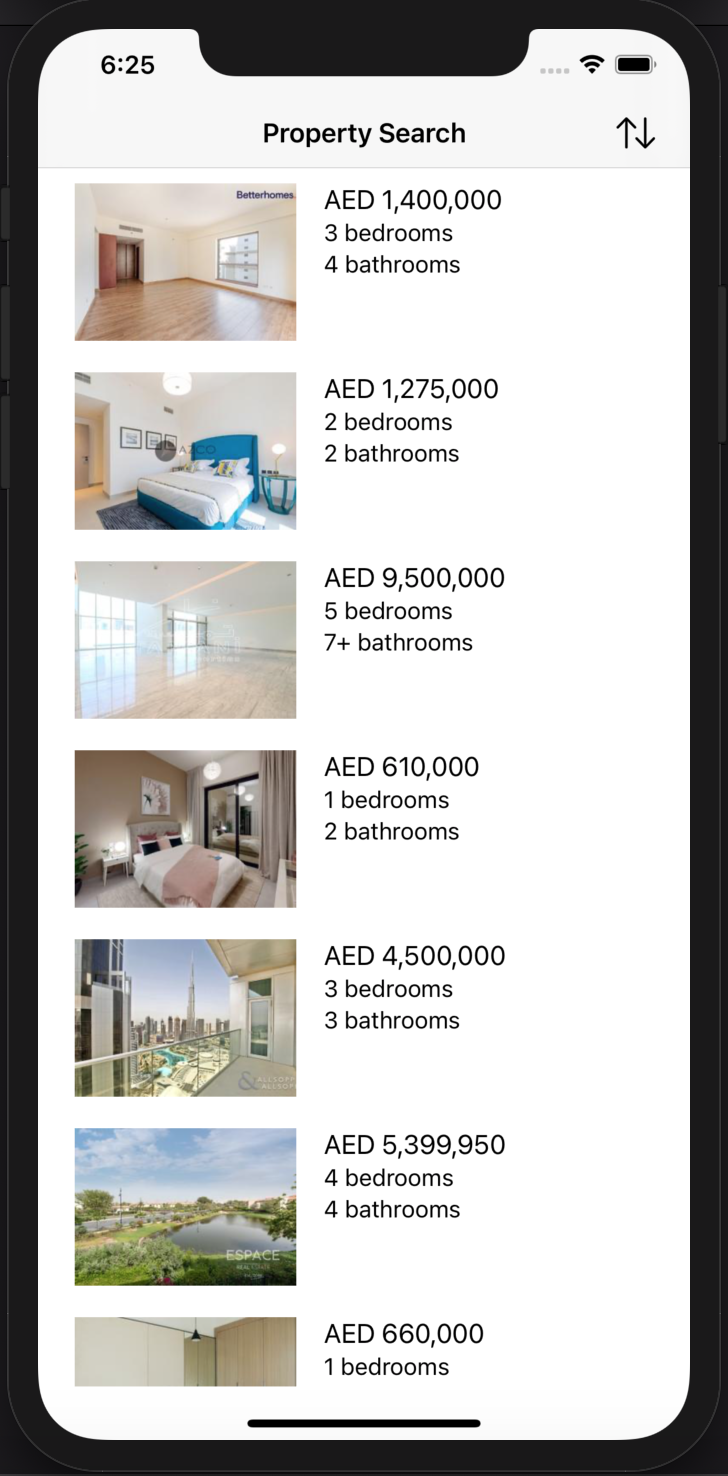 6:25
Property Search
Betterhomes.
AED 1,400,000
3 bedrooms
4 bathrooms
AZCO
AED 1,275,000
2 bedrooms
2 bathrooms
AED 9,500,000
5 bedrooms
7+ bathrooms
AED 610,000
1 bedrooms
2 bathrooms
AED 4,500,000
3 bedrooms
3 bathrooms
&
AED 5,399,950
4 bedrooms
4 bathrooms
ESPACE
AED 660,000
1 bedrooms